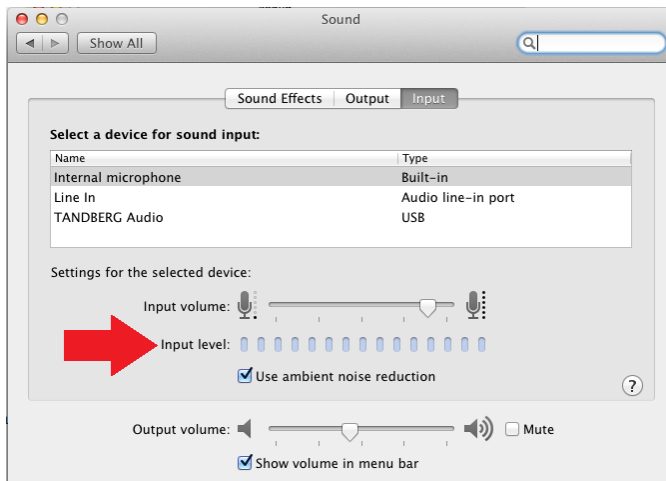 Sound
Show All
Sound Effects Output Input
Select a device for sound input:
Name Type
Internal microphone Built-in
Line In Audio line-in port
TANDBERG Audio USB
Settings for the selected device:
Input volume:
Input level:
Use ambient noise reduction
?
Output volume: Mute
Show volume in menu bar